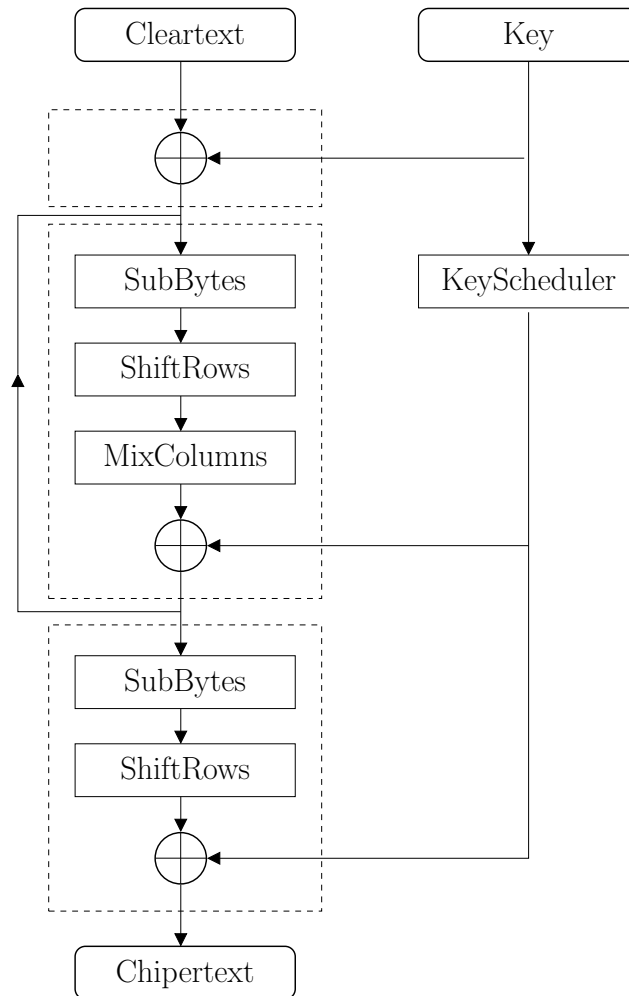 Cleartext
Key
SubBytes
KeyScheduler
ShiftRows
MixColumns
SubBytes
ShiftRows
Chipertext